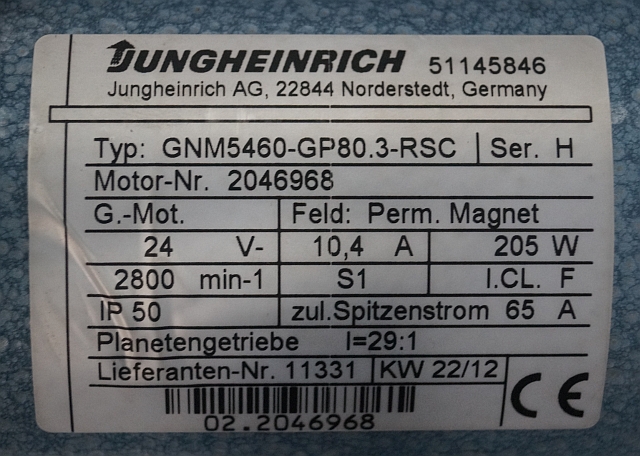 JUNGHEINRICH 51145846
Jungheinrich AG, 22844 Norderstedt, Germany
Typ: GNM5460-GP80.3-RSC Ser. H
Motor-Nr. 2046968
G.-Mot. Feld: Perm. Magnet
24 V- 10,4 A 205 W
2800 min-1 S1 I.CL. F
IP 50 zul.Spitzenstrom 65 A
Planetengetriebe I=29:1
Lieferanten-Nr. 11331 KW 22/12
CE
02.2046968